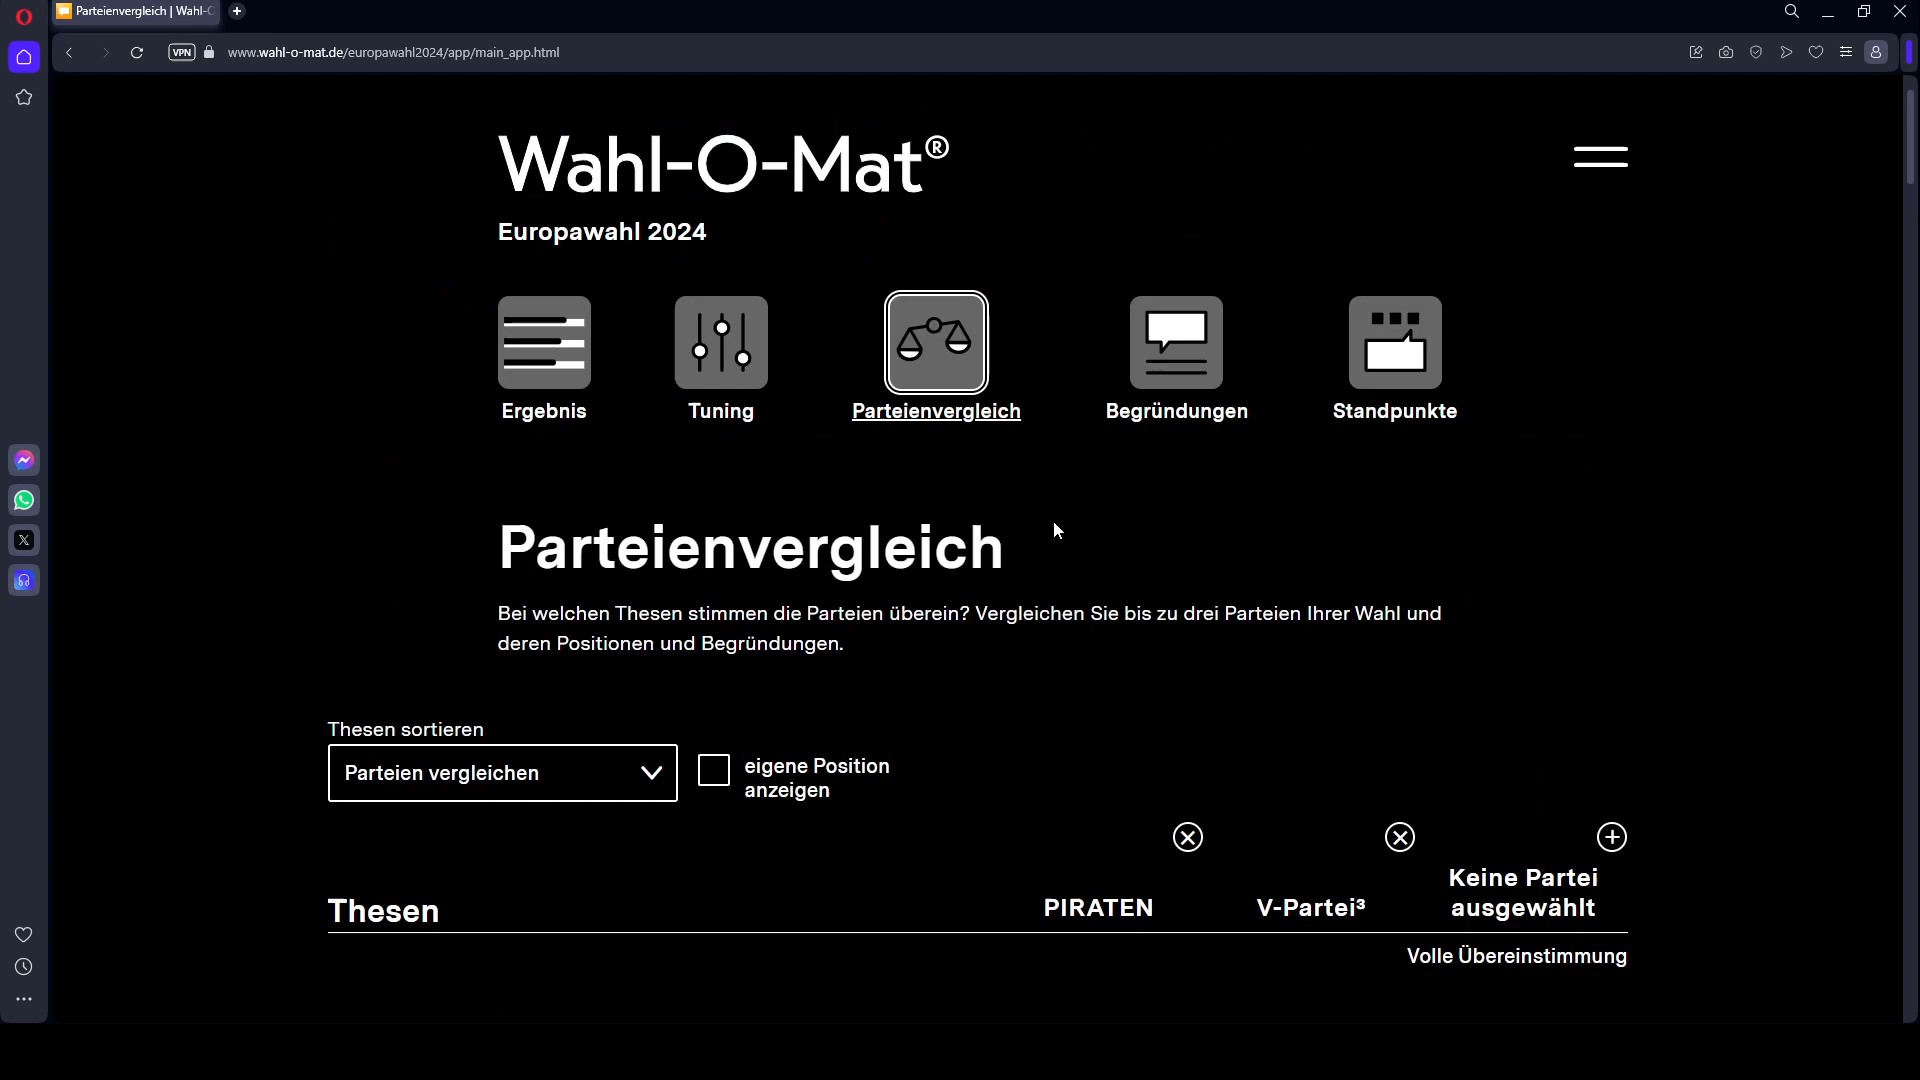 Parteienvergleich | Wahl-O
VPN
www.wahl-o-mat.de/europawahl2024/app/main_app.html
Wahl-O-Mat®
Europawahl 2024
Ergebnis
Tuning
Parteienvergleich
Begründungen
Standpunkte
Parteienvergleich
Bei welchen Thesen stimmen die Parteien überein? Vergleichen Sie bis zu drei Parteien Ihrer Wahl und
deren Positionen und Begründungen.
Thesen sortieren
Parteien vergleichen
eigene Position
anzeigen
Thesen
PIRATEN
V-Partei³
Keine Partei
ausgewählt
Volle Übereinstimmung